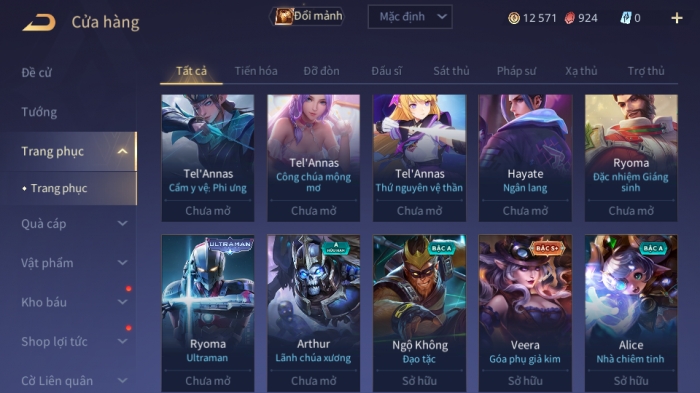 Cửa hàng
Đổi mảnh
Mặc định
12 571
924
0
Đề cử
Tướng
Trang phục
Trang phục
Quà cáp
Vật phẩm
Kho báu
Shop lợi tức
Cờ Liên quân
Tất cả
Tiến hóa
Đỡ đòn
Đấu sĩ
Sát thủ
Pháp sư
Xạ thủ
Trợ thủ
Tel'Annas
Cẩm y vệ: Phi ưng
Chưa mở
Tel'Annas
Công chúa mộng
mơ
Chưa mở
Tel'Annas
Thứ nguyên vệ thần
Chưa mở
Hayate
Ngân lang
Chưa mở
Ryoma
Đặc nhiệm Giáng
sinh
Chưa mở
ULTRAMAN
Ryoma
Ultraman
Chưa mở
A
HỮU HẠN
Arthur
Lãnh chúa xương
Chưa mở
BẬC A
Ngộ Không
Đạo tặc
Sở hữu
BẬC S+
Veera
Góa phụ giả kim
Sở hữu
BẬC A
Alice
Nhà chiêm tinh
Sở hữu